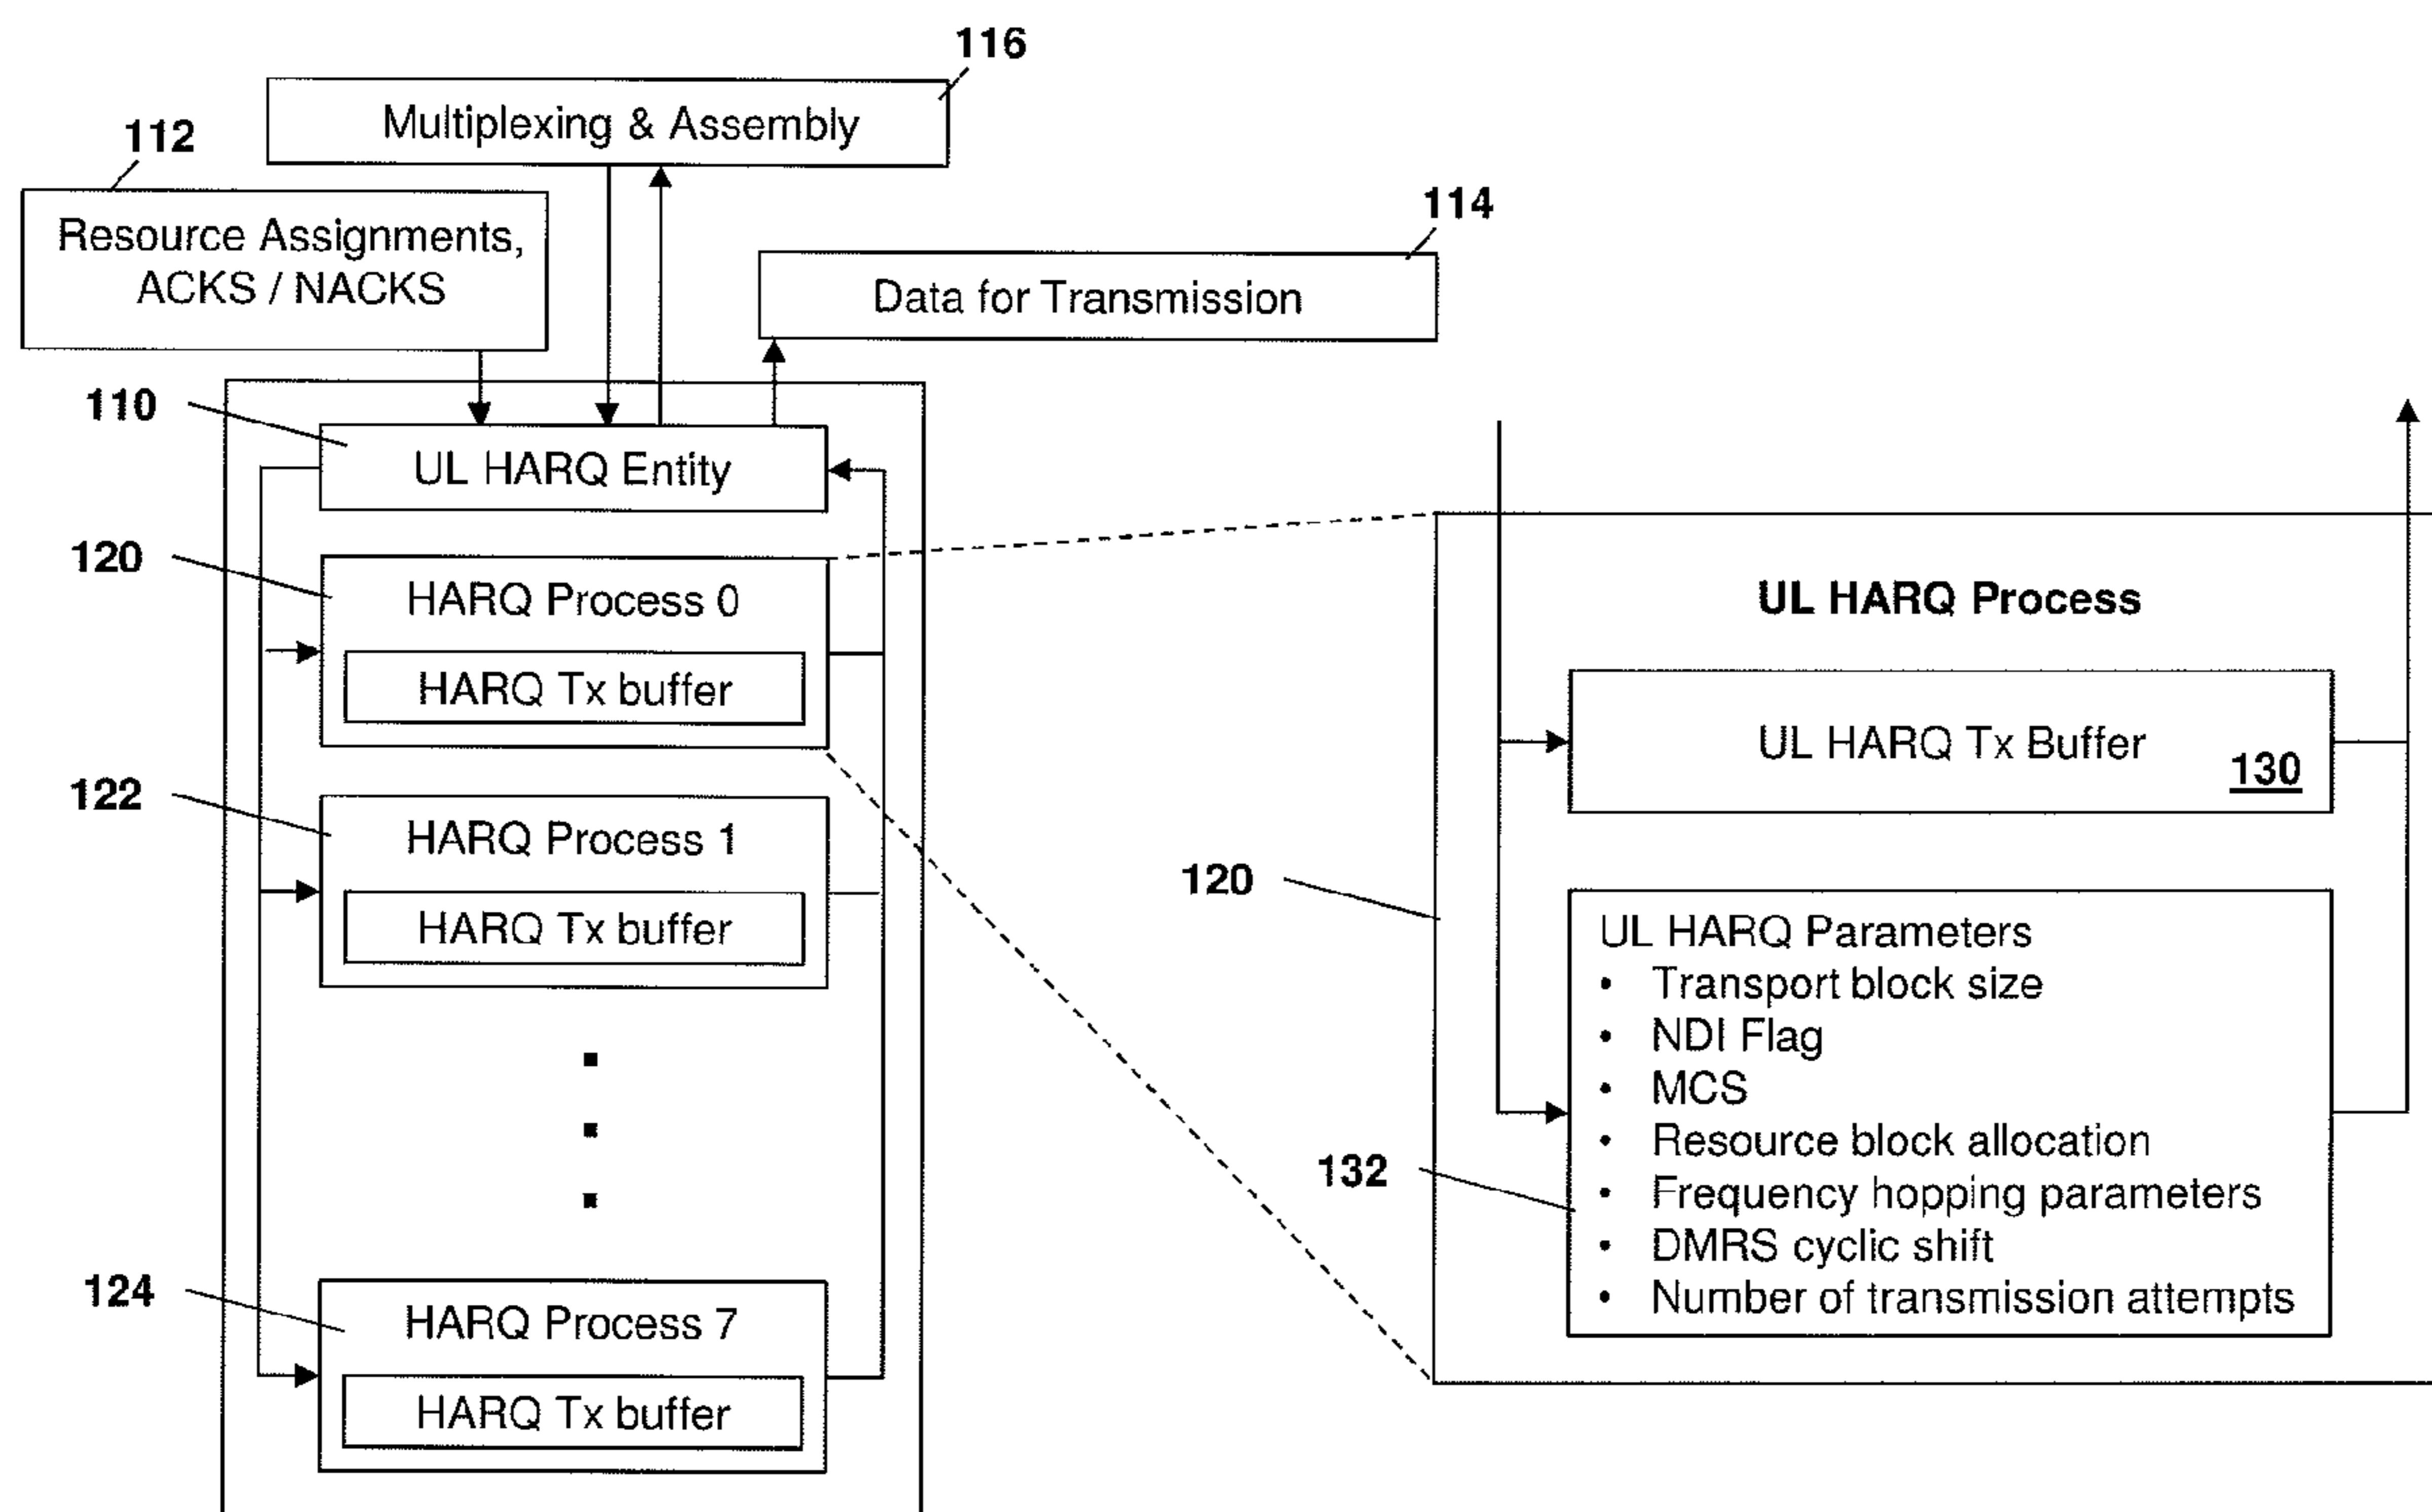 116
Multiplexing & Assembly
112
Resource Assignments,
ACKS / NACKS
114
Data for Transmission
110
UL HARQ Entity
120
HARQ Process 0
HARQ Tx buffer
122
HARQ Process 1
HARQ Tx buffer
124
HARQ Process 7
HARQ Tx buffer
UL HARQ Process
UL HARQ Tx Buffer
130
120
UL HARQ Parameters
• Transport block size
• NDI Flag
• MCS
• Resource block allocation
• Frequency hopping parameters
• DMRS cyclic shift
• Number of transmission attempts
132